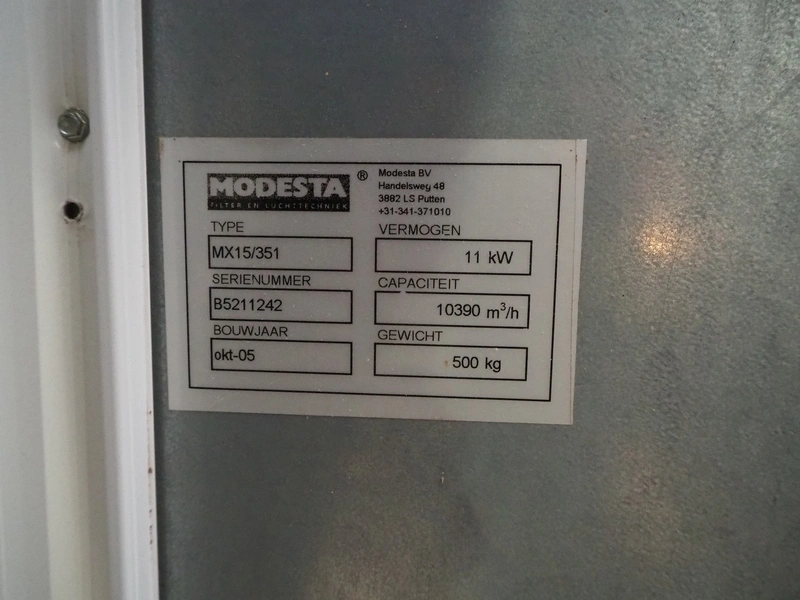 MODESTA ®
FILTER EN LUCHTTECHNIEK
Modesta BV
Handelsweg 48
3882 LS Putten
+31-341-371010
TYPE
MX15/351
SERIENUMMER
B5211242
BOUWJAAR
okt-05
VERMOGEN
11 kW
CAPACITEIT
10390 m³/h
GEWICHT
500 kg